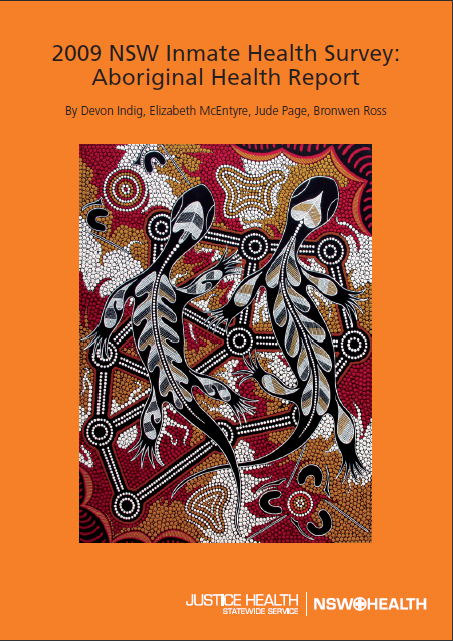 2009 NSW Inmate Health Survey:
Aboriginal Health Report
By Devon Indig, Elizabeth McEntyre, Jude Page, Bronwen Ross
JUSTICE HEALTH
STATEWIDE SERVICE
NSW HEALTH